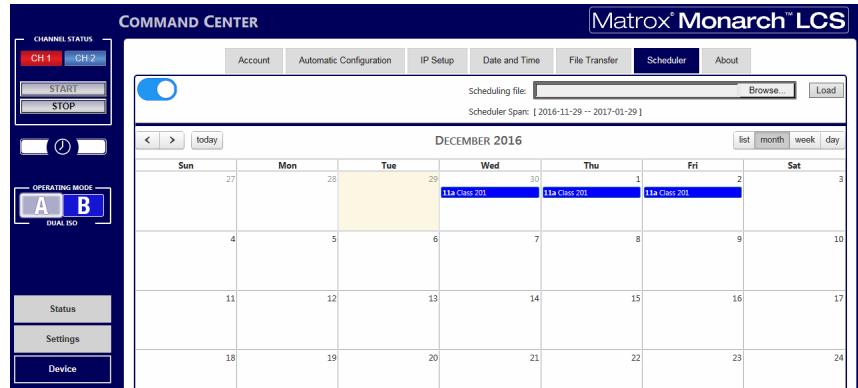 COMMAND CENTER
Matrox® Monarch™ LCS
CHANNEL STATUS
CH 1 CH 2
START
STOP
OPERATING MODE
A B
DUAL ISO
Status
Settings
Device
Account Automatic Configuration IP Setup Date and Time File Transfer Scheduler About
Scheduling file: Browse... Load
Scheduler Span: [ 2016-11-29 -- 2017-01-29 ]
< > today DECEMBER 2016 list month week day
Sun Mon Tue Wed Thu Fri Sat
27 28 29 30 1 2 3
11a Class 201 11a Class 201 11a Class 201
4 5 6 7 8 9 10
11 12 13 14 15 16 17
18 19 20 21 22 23 24